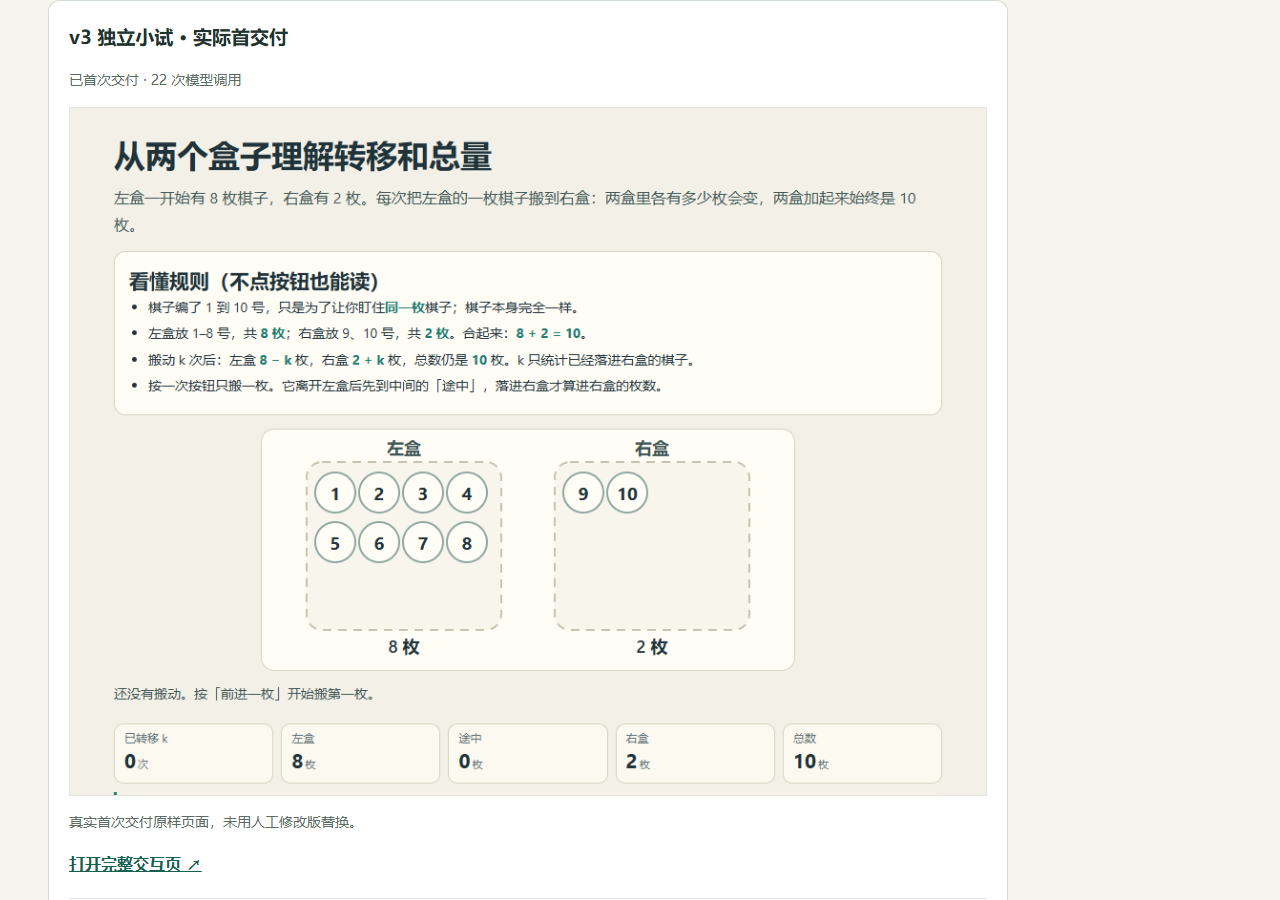 v3 独立小试 · 实际首交付
已首次交付 · 22 次模型调用
从两个盒子理解转移和总量
左盒一开始有 8 枚棋子，右盒有 2 枚。每次把左盒的一枚棋子搬到右盒：两盒里各有多少枚会变，两盒加起来始终是 10
枚。
看懂规则（不点按钮也能读）
• 棋子编了 1 到 10 号，只是为了让你盯住同一枚棋子；棋子本身完全一样。
• 左盒放 1–8 号，共 8 枚；右盒放 9、10 号，共 2 枚。合起来：8 + 2 = 10。
• 搬动 k 次后：左盒 8 − k 枚，右盒 2 + k 枚，总数仍是 10 枚。k 只统计已经落进右盒的棋子。
• 按一次按钮只搬一枚。它离开左盒后先到中间的「途中」，落进右盒才算进右盒的枚数。
左盒 右盒
1 2 3 4 9 10
5 6 7 8
8 枚 2 枚
还没有搬动。按「前进一枚」开始搬第一枚。
已转移 k 左盒 途中 右盒 总数
0次 8枚 0枚 2枚 10枚
真实首次交付原样页面，未用人工修改版替换。
打开完整交互页 ↗